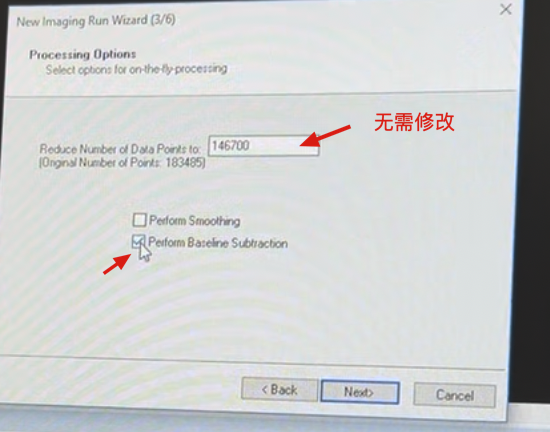 New Imaging Run Wizard (3/6)
Processing Options
Select options for on-the-fly-processing
无需修改
Reduce Number of Data Points to: 146700
(Original Number of Points: 183485)
Perform Smoothing
Perform Baseline Subtraction
< Back Next> Cancel